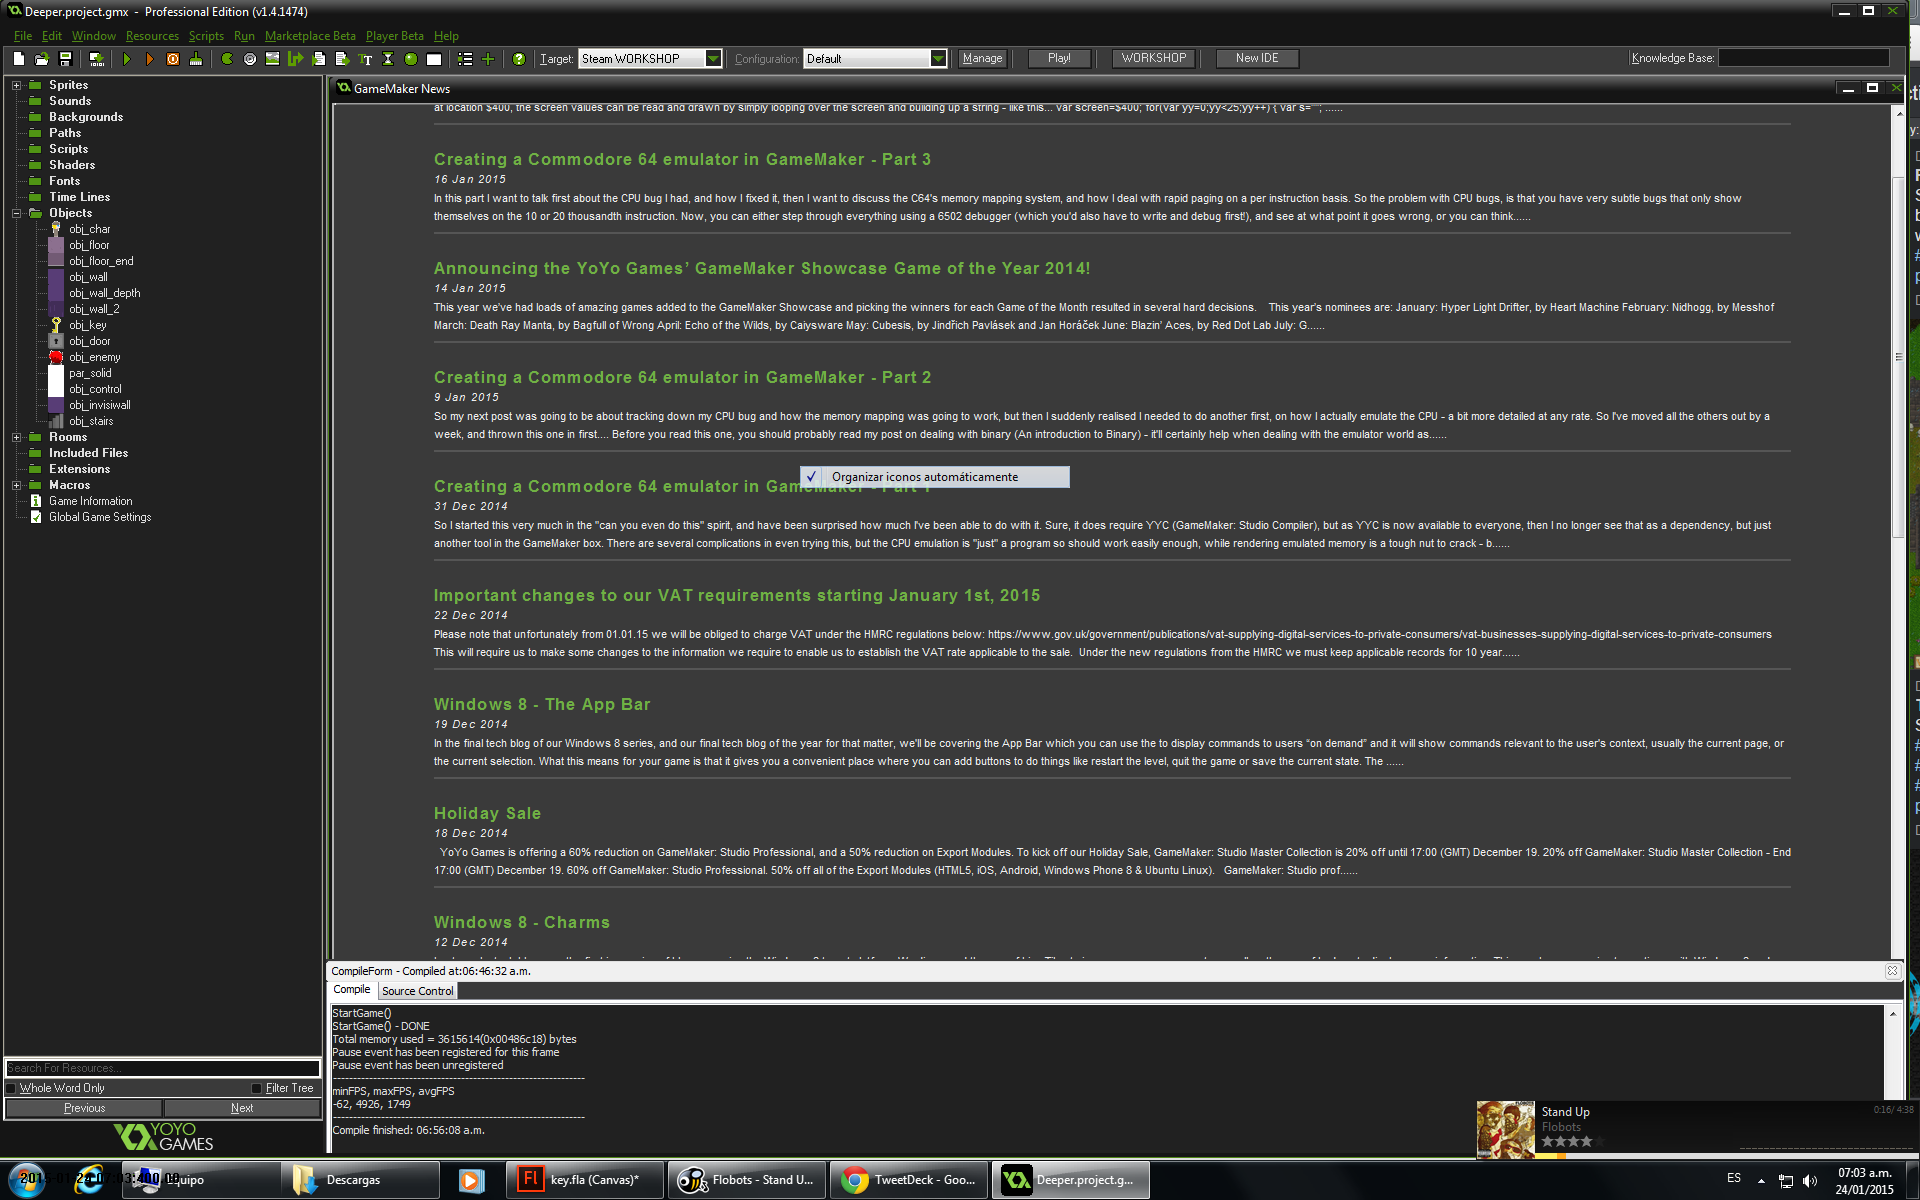 Deeper.project.gmx - Professional Edition (v1.4.1474)
File Edit Window Resources Scripts Run Marketplace Beta Player Beta Help
Target: Steam WORKSHOP Configuration: Default Manage Play! WORKSHOP New IDE Knowledge Base:
Sprites
Sounds
Backgrounds
Paths
Scripts
Shaders
Fonts
Time Lines
Objects
obj_char
obj_floor
obj_floor_end
obj_wall
obj_wall_depth
obj_wall_2
obj_key
obj_door
obj_enemy
par_solid
obj_control
obj_invisiwall
obj_stairs
Rooms
Included Files
Extensions
Macros
Game Information
Global Game Settings
Search For Resources...
Whole Word Only Filter Tree
Previous Next
YOYO
GAMES
GameMaker News
at location $400, the screen values can be read and drawn by simply looping over the screen and building up a string - like this... var screen=$400; for(var yy=0;yy<25;yy++) { var s=""; ......
Creating a Commodore 64 emulator in GameMaker - Part 3
16 Jan 2015
In this part I want to talk first about the CPU bug I had, and how I fixed it, then I want to discuss the C64's memory mapping system, and how I deal with rapid paging on a per instruction basis. So the problem with CPU bugs, is that you have very subtle bugs that only show
themselves on the 10 or 20 thousandth instruction. Now, you can either step through everything using a 6502 debugger (which you'd also have to write and debug first!), and see at what point it goes wrong, or you can think......
Announcing the YoYo Games’ GameMaker Showcase Game of the Year 2014!
14 Jan 2015
This year we've had loads of amazing games added to the GameMaker Showcase and picking the winners for each Game of the Month resulted in several hard decisions. This year's nominees are: January: Hyper Light Drifter, by Heart Machine February: Nidhogg, by Messhof
March: Death Ray Manta, by Bagfull of Wrong April: Echo of the Wilds, by Caiysware May: Cubesis, by Jindřich Pavlásek and Jan Horáček June: Blazin’ Aces, by Red Dot Lab July: G......
Creating a Commodore 64 emulator in GameMaker - Part 2
9 Jan 2015
So my next post was going to be about tracking down my CPU bug and how the memory mapping was going to work, but then I suddenly realised I needed to do another first, on how I actually emulate the CPU - a bit more detailed at any rate. So I've moved all the others out by a
week, and thrown this one in first.... Before you read this one, you should probably read my post on dealing with binary (An introduction to Binary) - it'll certainly help when dealing with the emulator world as......
Organizar iconos automáticamente
Creating a Commodore 64 emulator in GameMaker - Part 1
31 Dec 2014
So I started this very much in the "can you even do this" spirit, and have been surprised how much I've been able to do with it. Sure, it does require YYC (GameMaker: Studio Compiler), but as YYC is now available to everyone, then I no longer see that as a dependency, but just
another tool in the GameMaker box. There are several complications in even trying this, but the CPU emulation is "just" a program so should work easily enough, while rendering emulated memory is a tough nut to crack - b......
Important changes to our VAT requirements starting January 1st, 2015
22 Dec 2014
Please note that unfortunately from 01.01.15 we will be obliged to charge VAT under the HMRC regulations below: https://www.gov.uk/government/publications/vat-supplying-digital-services-to-private-consumers/vat-businesses-supplying-digital-services-to-private-consumers
This will require us to make some changes to the information we require to enable us to establish the VAT rate applicable to the sale. Under the new regulations from the HMRC we must keep applicable records for 10 year......
Windows 8 - The App Bar
19 Dec 2014
In the final tech blog of our Windows 8 series, and our final tech blog of the year for that matter, we'll be covering the App Bar which you can use the to display commands to users “on demand” and it will show commands relevant to the user's context, usually the current page, or
the current selection. What this means for your game is that it gives you a convenient place where you can add buttons to do things like restart the level, quit the game or save the current state. The ......
Holiday Sale
18 Dec 2014
YoYo Games is offering a 60% reduction on GameMaker: Studio Professional, and a 50% reduction on Export Modules. To kick off our Holiday Sale, GameMaker: Studio Master Collection is 20% off until 17:00 (GMT) December 19. 20% off GameMaker: Studio Master Collection - End
17:00 (GMT) December 19. 60% off GameMaker: Studio Professional. 50% off all of the Export Modules (HTML5, iOS, Android, Windows Phone 8 & Ubuntu Linux). GameMaker: Studio prof......
Windows 8 - Charms
12 Dec 2014
CompileForm - Compiled at:06:46:32 a.m.
Compile Source Control
StartGame()
StartGame() - DONE
Total memory used = 3615614(0x00486c18) bytes
Pause event has been registered for this frame
Pause event has been unregistered
minFPS, maxFPS, avgFPS
-62, 4926, 1749
Compile finished: 06:56:08 a.m.
Stand Up 0:16/ 4:38
Flobots
Equipo
Descargas
key.fla (Canvas)*
Flobots - Stand U...
TweetDeck - Goo...
Deeper.project.g...
ES
07:03 a.m.
24/01/2015